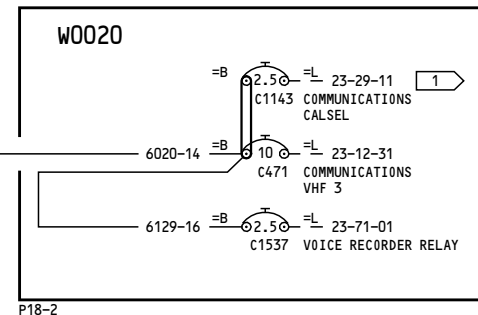 W0020
=B 2.5 =L 23-29-11 1
C1143 COMMUNICATIONS
CALSEL
6020-14 =B 10 =L 23-12-31
C471 COMMUNICATIONS
VHF 3
6129-16 =B 2.5 =L 23-71-01
C1537 VOICE RECORDER RELAY
P18-2